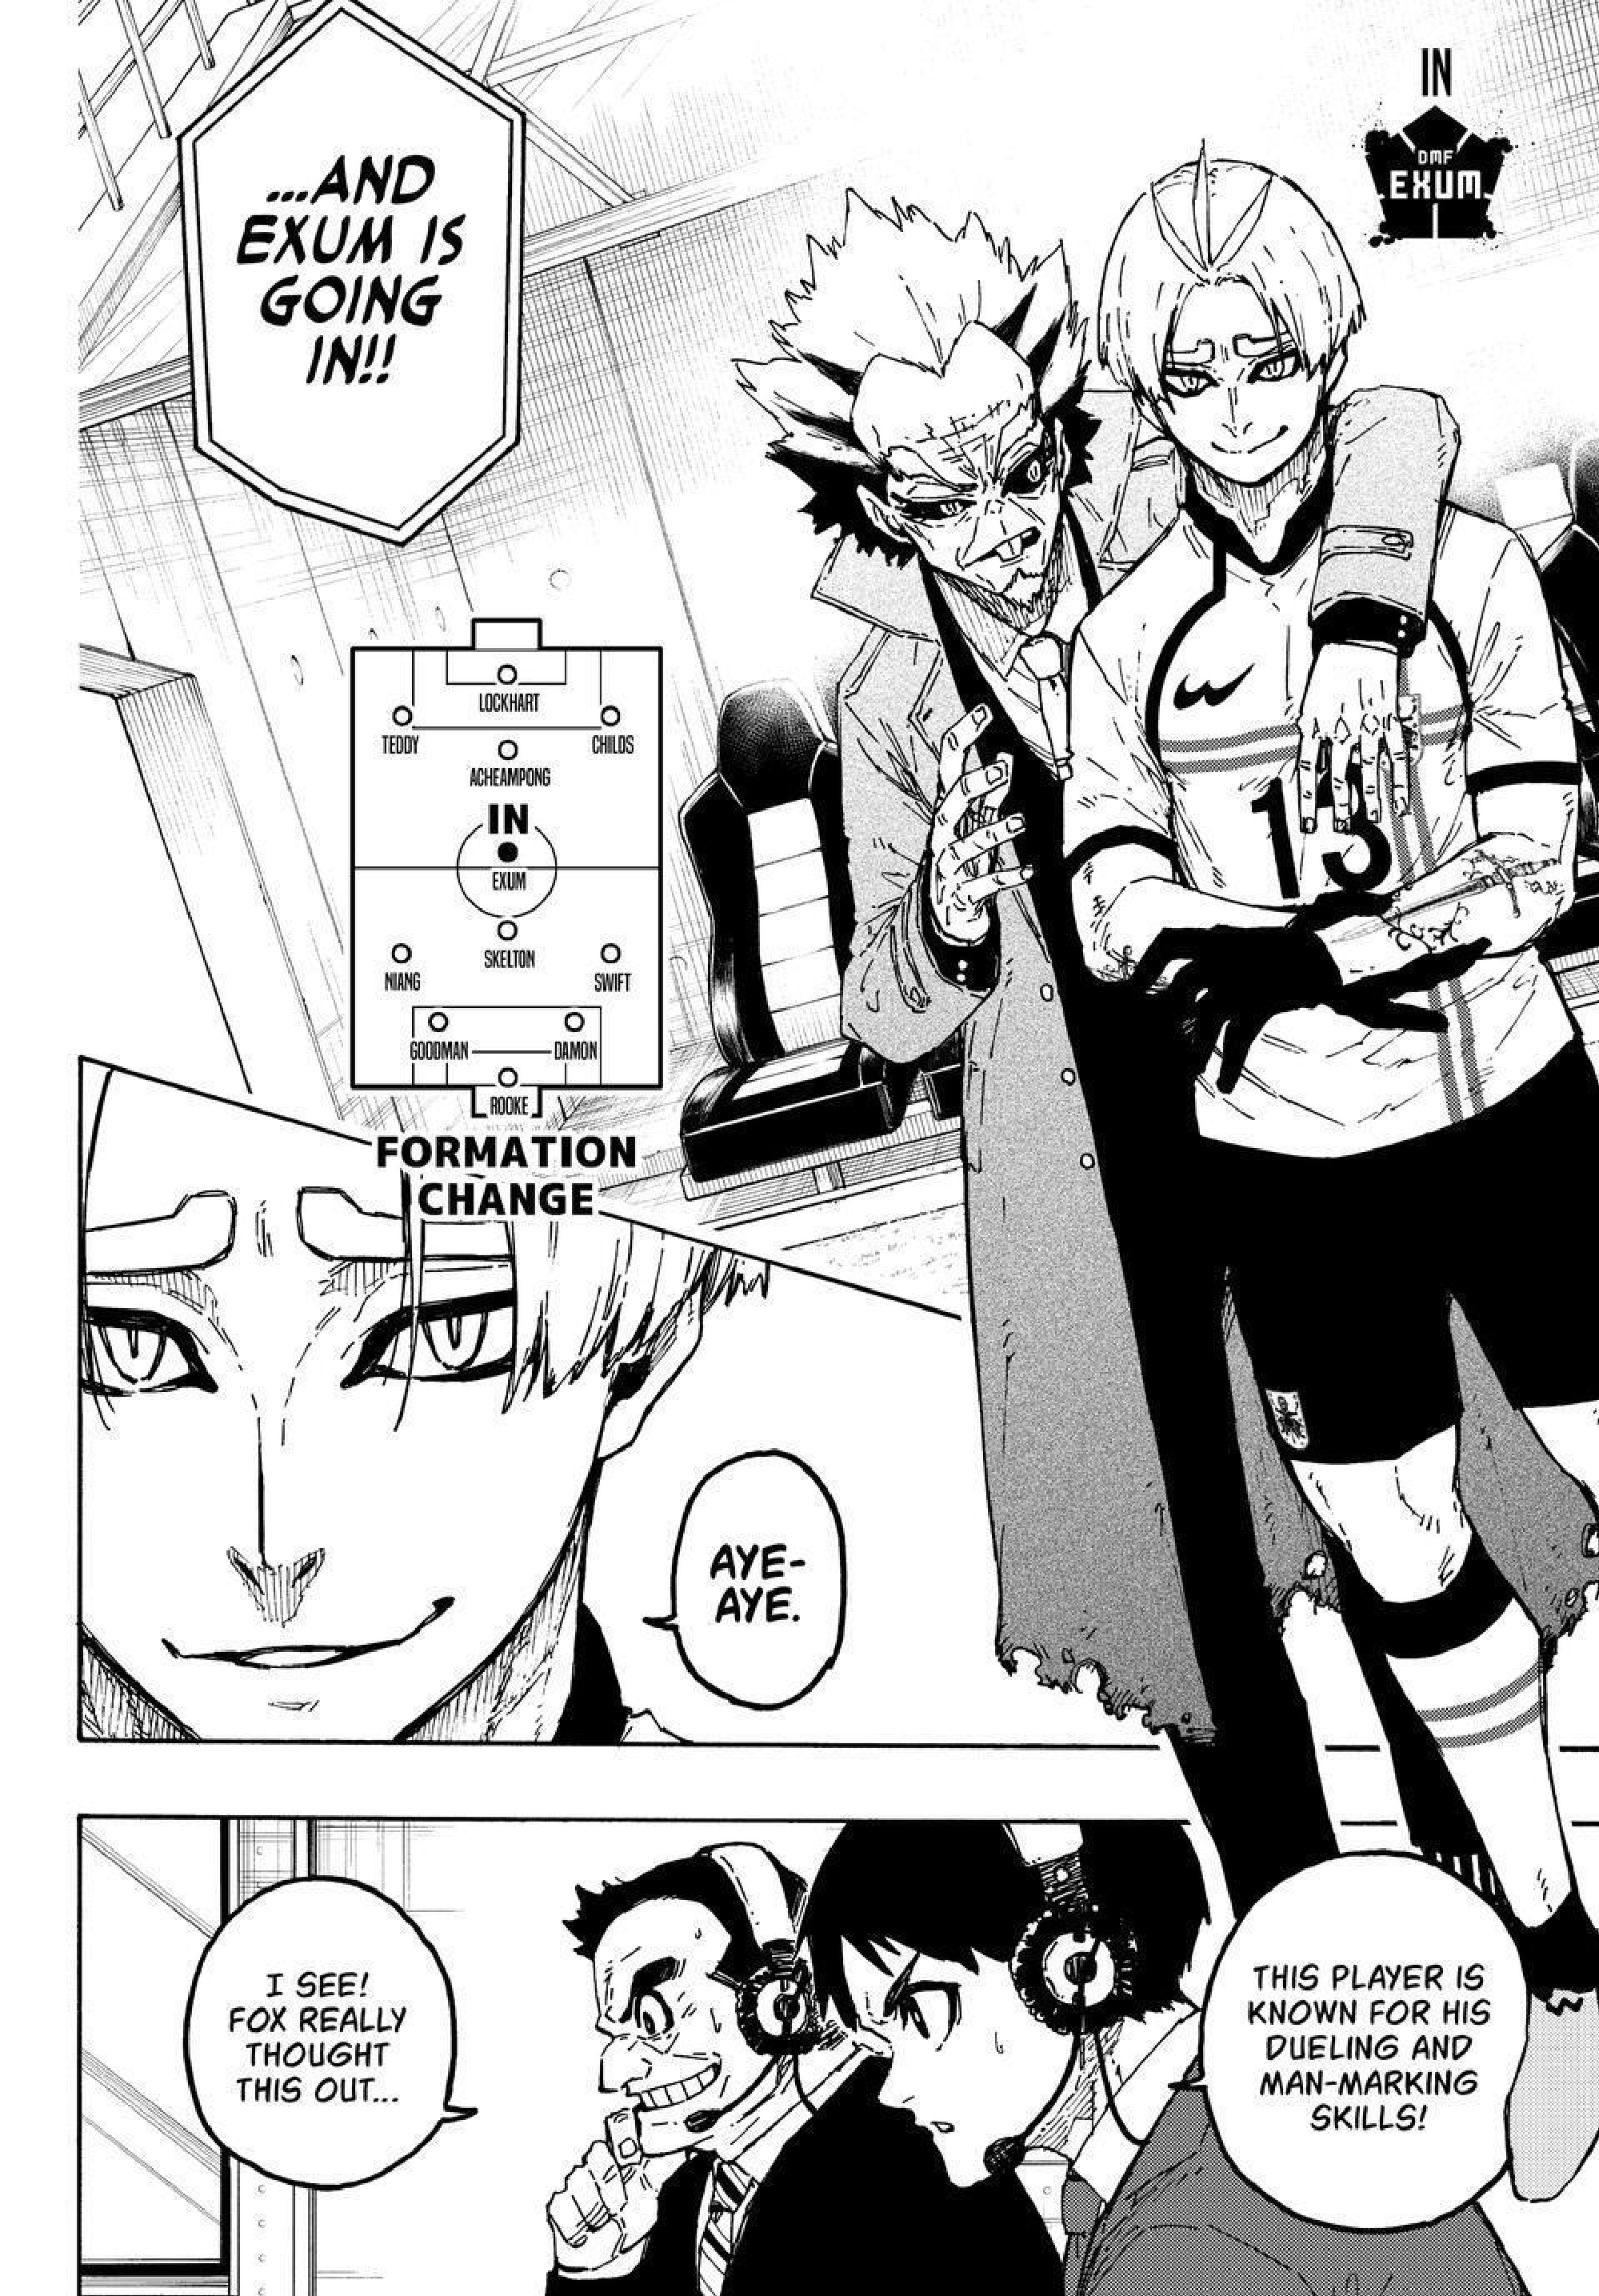 IN
DMF
EXUM
...AND
EXUM IS
GOING
IN!!
13
LOCKHART
TEDDY
CHILDS
ACHEAMPONG
IN
EXUM
SKELTON
NIANG
SWIFT
GOODMAN
DAMON
ROOKE
FORMATION
CHANGE
AYE-
AYE.
THIS PLAYER IS
KNOWN FOR HIS
DUELING AND
MAN-MARKING
SKILLS!
I SEE!
FOX REALLY
THOUGHT
THIS OUT...